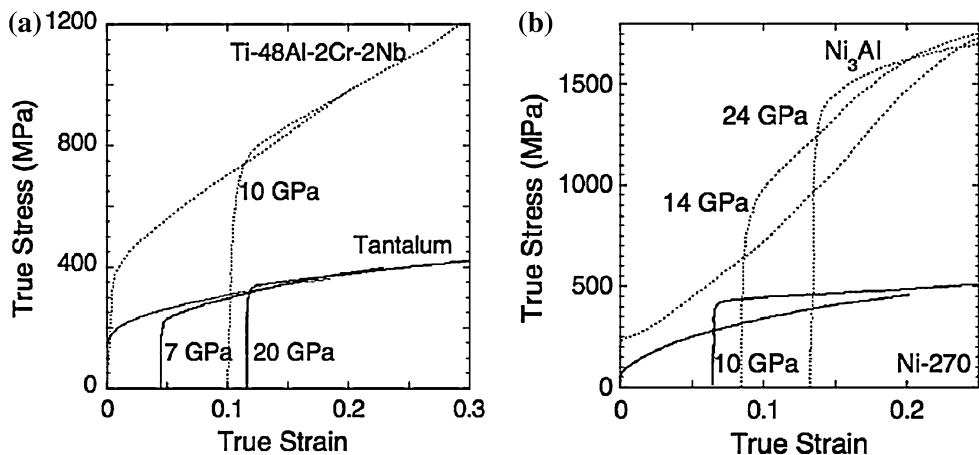 (a)
1200
800
400
0
True Stress (MPa)
Ti-48Al-2Cr-2Nb
10 GPa
Tantalum
7 GPa
20 GPa
0
0.1
0.2
0.3
True Strain
(b)
1500
1000
500
0
True Stress (MPa)
Ni3Al
24 GPa
14 GPa
10 GPa
Ni-270
0
0.1
0.2
True Strain